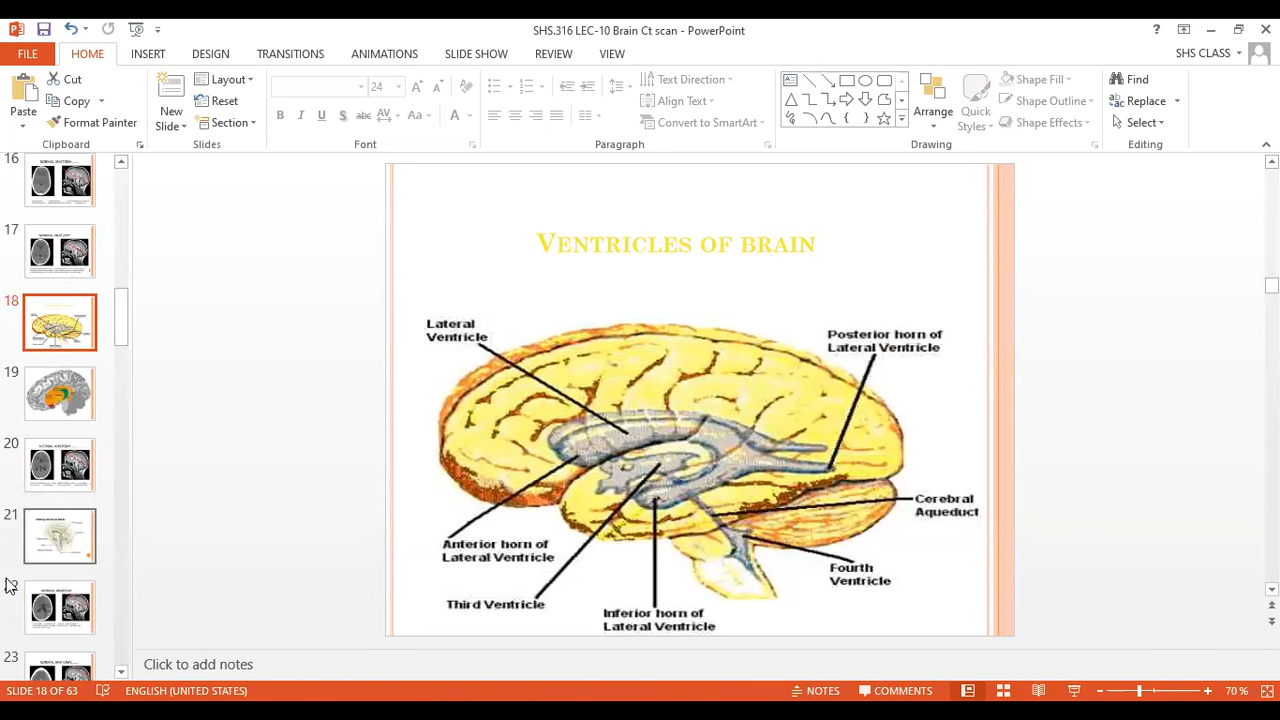 SHS.316 LEC-10 Brain Ct scan - PowerPoint
FILE HOME INSERT DESIGN TRANSITIONS ANIMATIONS SLIDE SHOW REVIEW VIEW SHS CLASS
Paste
Cut
Copy
Format Painter
Clipboard
New
Slide
Layout
Reset
Section
Slides
24
B I U S abc AV Aa A
Font
Text Direction
Align Text
Convert to SmartArt
Paragraph
Arrange
Quick
Styles
Shape Fill
Shape Outline
Shape Effects
Drawing
Find
Replace
Select
Editing
16
17
18
19
20
21
23
VENTRICLES OF BRAIN
Lateral
Ventricle
Posterior horn of
Lateral Ventricle
Cerebral
Aqueduct
Anterior horn of
Lateral Ventricle
Fourth
Ventricle
Third Ventricle
Inferior horn of
Lateral Ventricle
Click to add notes
SLIDE 18 OF 63 ENGLISH (UNITED STATES) NOTES COMMENTS 70 %